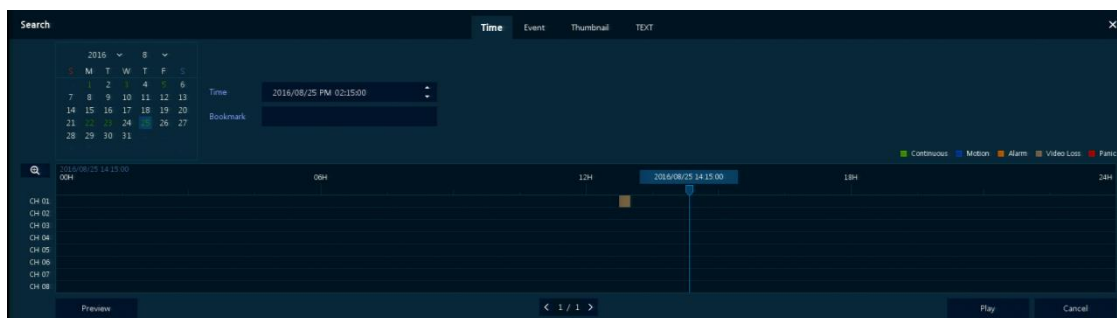 Search
Time Event Thumbnail TEXT
2016 8
S M T W T F S
1 2 3 4 5 6
7 8 9 10 11 12 13
14 15 16 17 18 19 20
21 22 23 24 25 26 27
28 29 30 31
Time 2016/08/25 PM 02:15:00
Bookmark
Continuous Motion Alarm Video Loss Panic
2016/08/25 14:15:00
00H 06H 12H 2016/08/25 14:15:00 18H 24H
CH 01
CH 02
CH 03
CH 04
CH 05
CH 06
CH 07
CH 08
Preview < 1 / 1 > Play Cancel